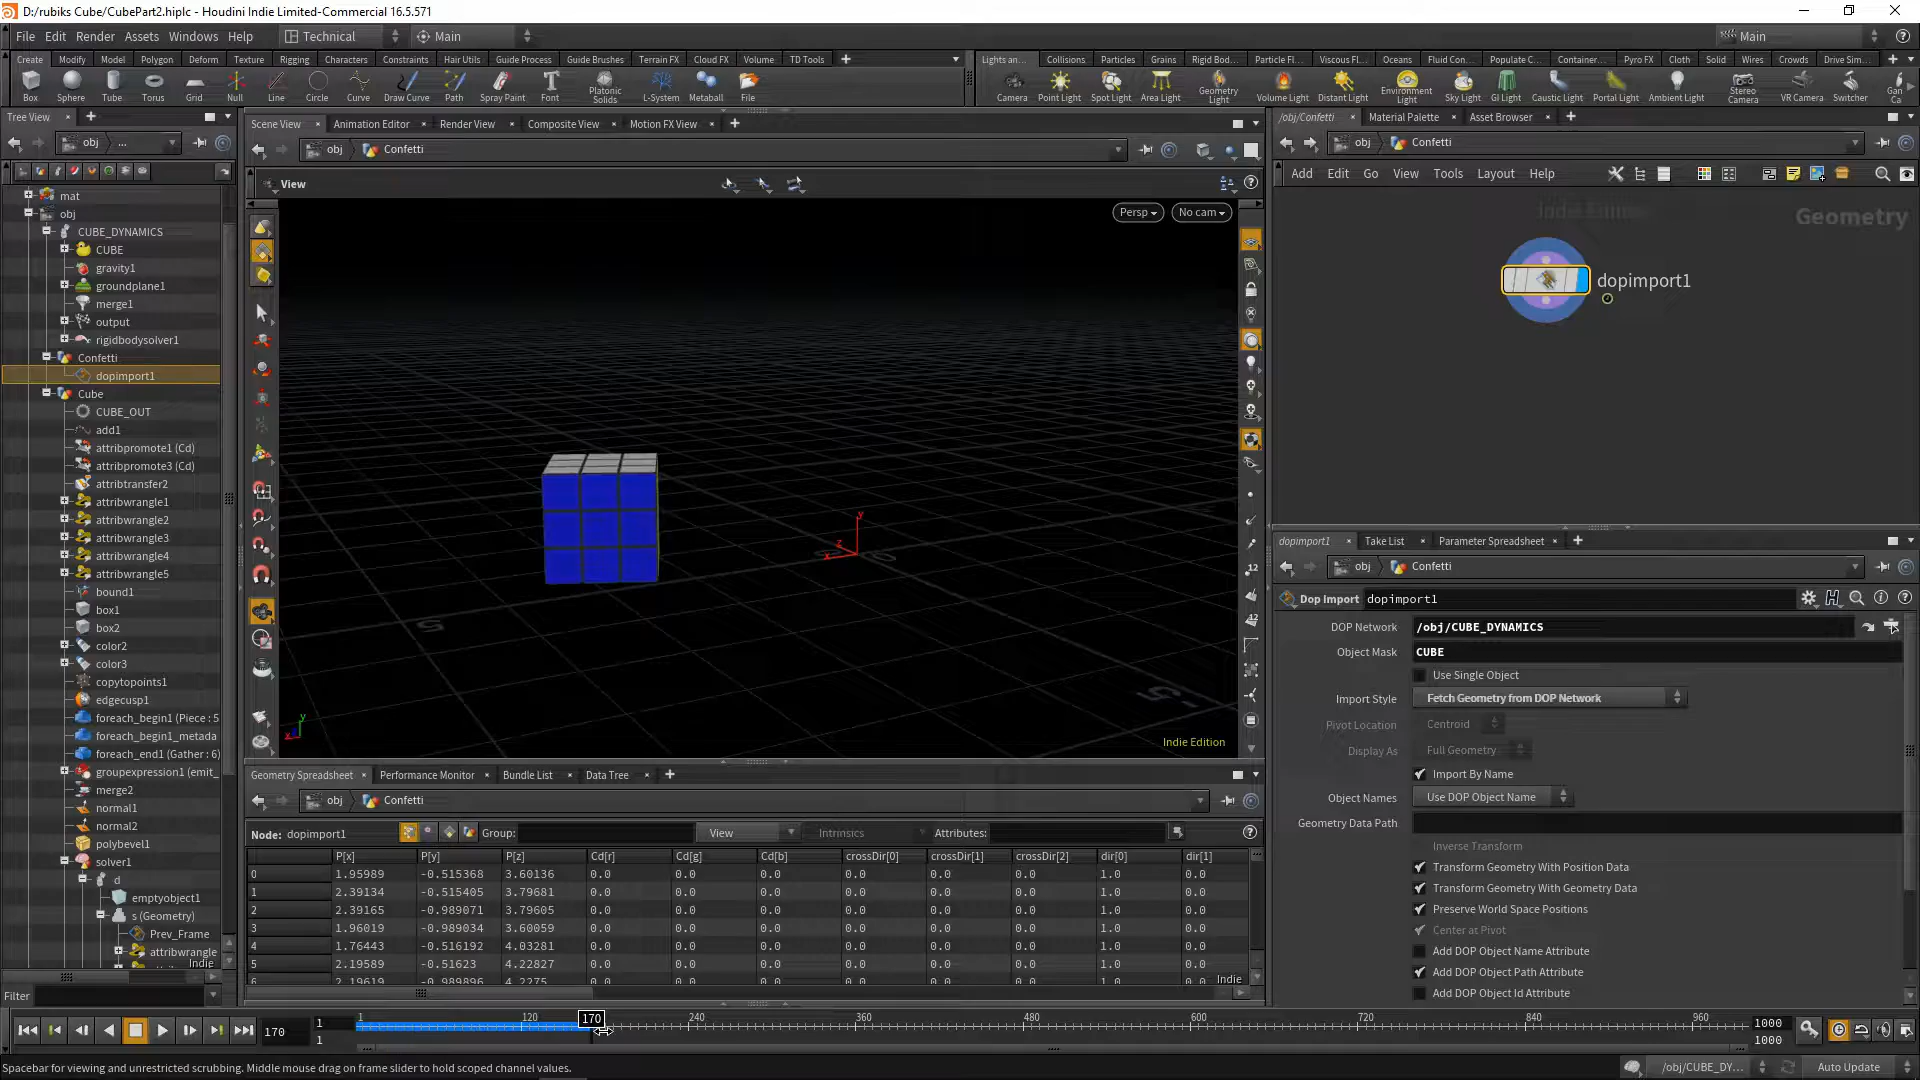 D:/rubiks Cube/CubePart2.hiplc - Houdini Indie Limited-Commercial 16.5.571
File Edit Render Assets Windows Help Technical Main Main
Create Modify Model Polygon Deform Texture Rigging Characters Constraints Hair Utils Guide Process Guide Brushes Terrain FX Cloud FX Volume TD Tools
Lights an... Collisions Particles Grains Rigid Bod... Particle Fl... Viscous FL... Oceans Fluid Con... Populate C... Container... Pyro FX Cloth Solid Wires Crowds Drive Sim...
Box Sphere Tube Torus Grid Null Line Circle Curve Draw Curve Path Spray Paint Font Platonic Solids L-System Metaball File
Camera Point Light Spot Light Area Light Geometry Light Volume Light Distant Light Environment Light Sky Light GI Light Caustic Light Portal Light Ambient Light Stereo Camera VR Camera Switcher Gan Ca
Tree View
obj ...
mat
obj
CUBE_DYNAMICS
CUBE
gravity1
groundplane1
merge1
output
rigidbodysolver1
Confetti
dopimport1
Cube
CUBE_OUT
add1
attribpromote1 (Cd)
attribpromote3 (Cd)
attribtransfer2
attribwrangle1
attribwrangle2
attribwrangle3
attribwrangle4
attribwrangle5
bound1
box1
box2
color2
color3
copytopoints1
edgecusp1
foreach_begin1 (Piece : 5
foreach_begin1_metada
foreach_end1 (Gather : 6)
groupexpression1 (emit_
merge2
normal1
normal2
polybevel1
solver1
d
emptyobject1
s (Geometry)
Prev_Frame
attribwrangle
Indie
Filter
Scene View Animation Editor Render View Composite View Motion FX View
obj Confetti
View
Persp No cam
y
z
x
5
y
x
Indie Edition
Geometry Spreadsheet Performance Monitor Bundle List Data Tree
obj Confetti
Node: dopimport1 Group: View Intrinsics Attributes:
P[x] P[y] P[z] Cd[r] Cd[g] Cd[b] crossDir[0] crossDir[1] crossDir[2] dir[0] dir[1]
0 1.95989 -0.515368 3.60136 0.0 0.0 0.0 0.0 0.0 0.0 1.0 0.0
1 2.39134 -0.515405 3.79681 0.0 0.0 0.0 0.0 0.0 0.0 1.0 0.0
2 2.39165 -0.989071 3.79605 0.0 0.0 0.0 0.0 0.0 0.0 1.0 0.0
3 1.96019 -0.989034 3.60059 0.0 0.0 0.0 0.0 0.0 0.0 1.0 0.0
4 1.76443 -0.516192 4.03281 0.0 0.0 0.0 0.0 0.0 0.0 1.0 0.0
5 2.19589 -0.51623 4.22827 0.0 0.0 0.0 0.0 0.0 0.0 1.0 0.0
6 2.19619 -0.989896 4.2275 0.0 0.0 0.0 0.0 0.0 0.0 1.0 0.0
Indie
/obj/Confetti Material Palette Asset Browser
obj Confetti
Add Edit Go View Tools Layout Help
Indie Edition
Geometry
dopimport1
dopimport1 Take List Parameter Spreadsheet
obj Confetti
Dop Import dopimport1
DOP Network /obj/CUBE_DYNAMICS
Object Mask CUBE
Use Single Object
Import Style Fetch Geometry from DOP Network
Pivot Location Centroid
Display As Full Geometry
Import By Name
Object Names Use DOP Object Name
Geometry Data Path
Inverse Transform
Transform Geometry With Position Data
Transform Geometry With Geometry Data
Preserve World Space Positions
Center at Pivot
Add DOP Object Name Attribute
Add DOP Object Path Attribute
Add DOP Object Id Attribute
170 1 1 1 120 170 240 360 480 600 720 840 960 1000 1000
Spacebar for viewing and unrestricted scrubbing. Middle mouse drag on frame slider to hold scoped channel values.
/obj/CUBE_DY... Auto Update